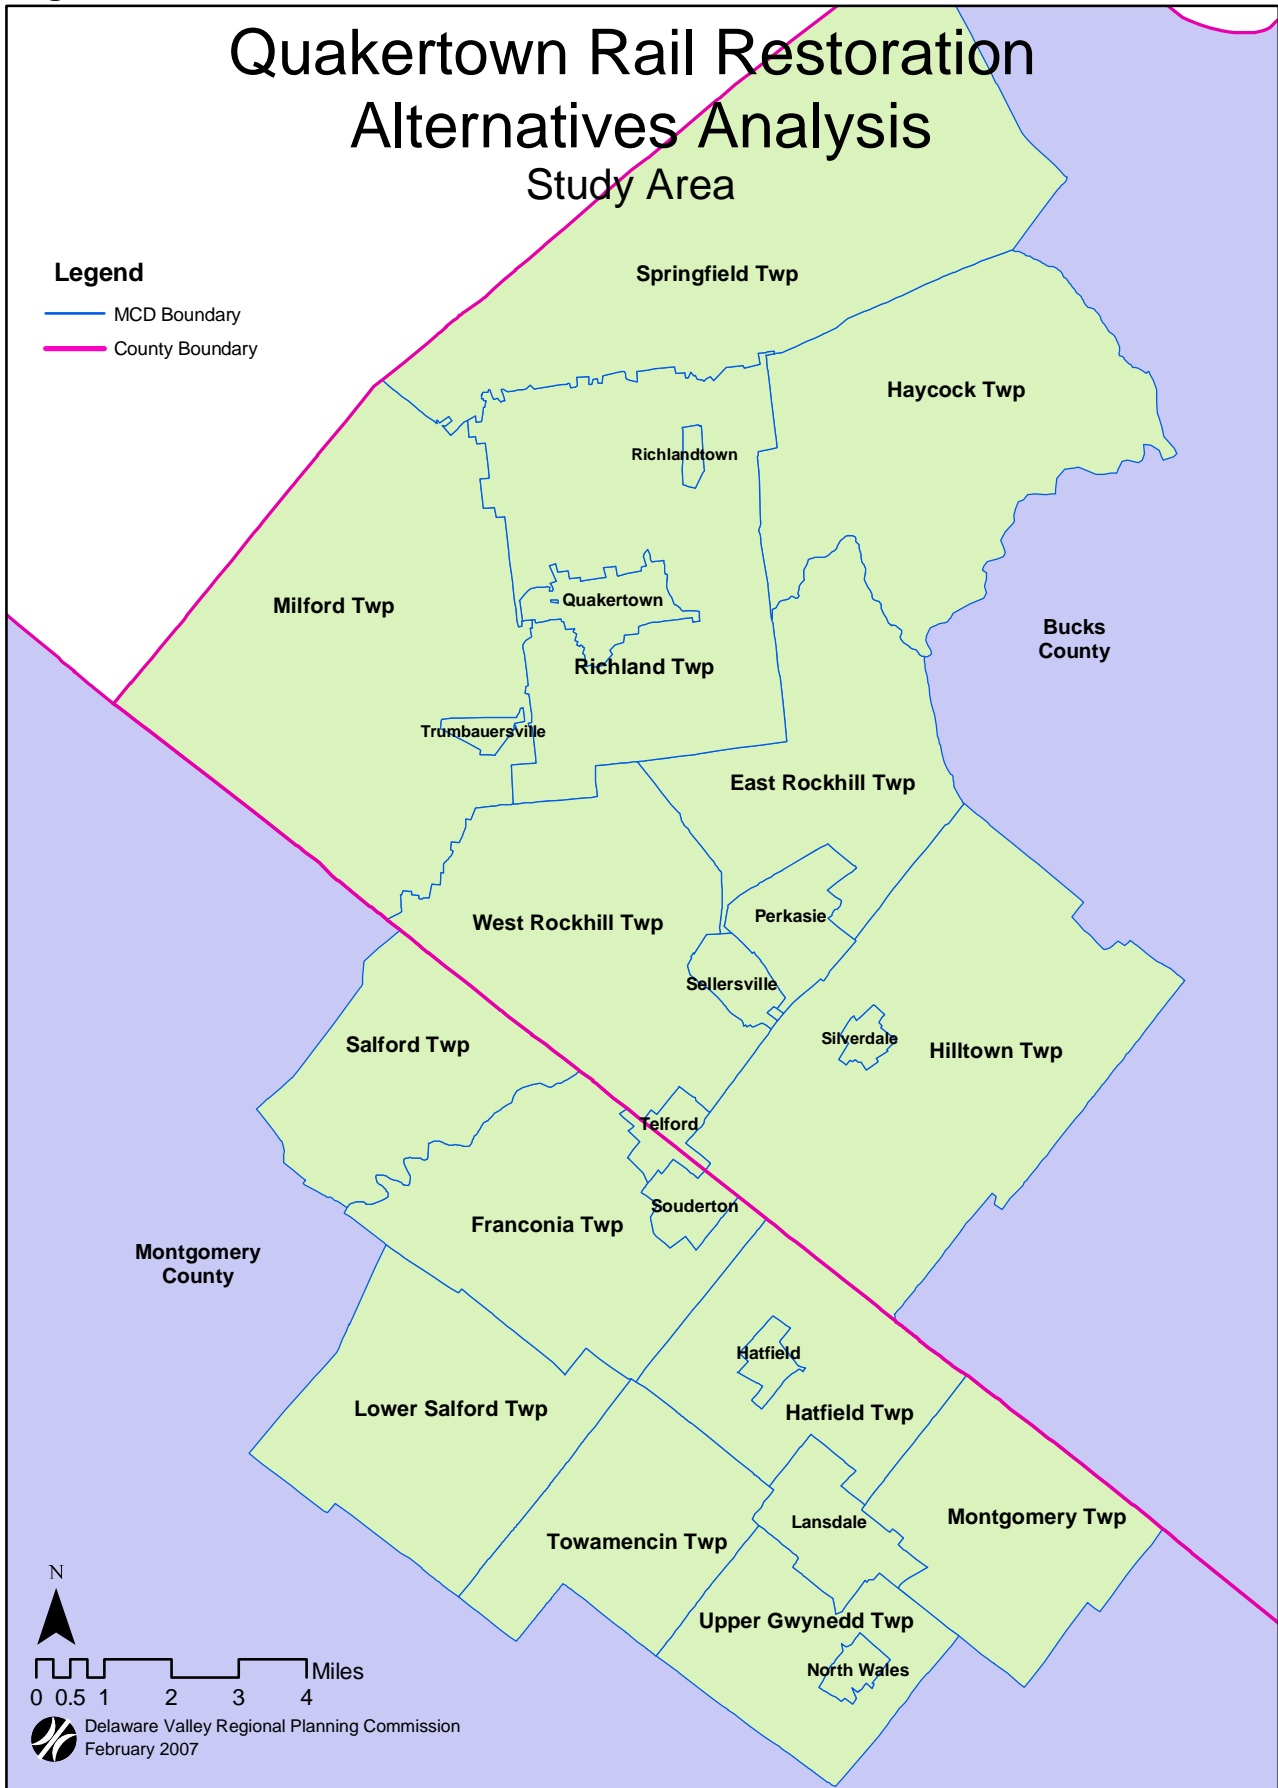 Quakertown Rail Restoration
Alternatives Analysis
Study Area
Legend
MCD Boundary
County Boundary
Springfield Twp
Haycock Twp
Richlandtown
Milford Twp
Quakertown
Bucks
County
Richland Twp
Trumbauersville
East Rockhill Twp
West Rockhill Twp
Perkasie
Sellersville
Silverdale
Hilltown Twp
Salford Twp
Telford
Souderton
Franconia Twp
Montgomery
County
Hatfield
Lower Salford Twp
Hatfield Twp
Lansdale
Montgomery Twp
Towamencin Twp
Upper Gwynedd Twp
North Wales
N
Miles
0 0.5 1 2 3 4
Delaware Valley Regional Planning Commission
February 2007